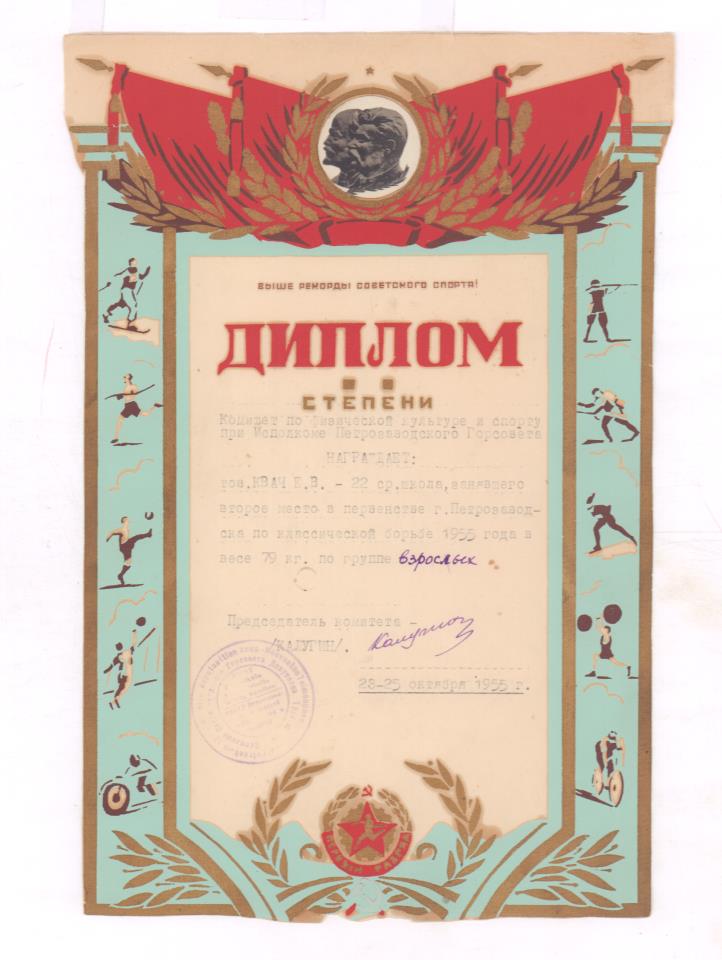 ВЫШЕ РЕКОРДЫ СОВЕТСКОГО СПОРТА!
ДИПЛОМ
СТЕПЕНИ
Комитет по физической культуре и спорту
при Исполкоме Петрозаводского Горсовета
НАГРАЖДАЕТ:
тов.КВАЧ Е.В. - 22 ср.школа,занявшего
второе место в первенстве г.Петрозавод-
ска по классической борьбе 1955 года в
весе 79 кг. по группе взрослых
Председатель комитета -
/КАЛУГИН/.
23-25 октября 1955 г.